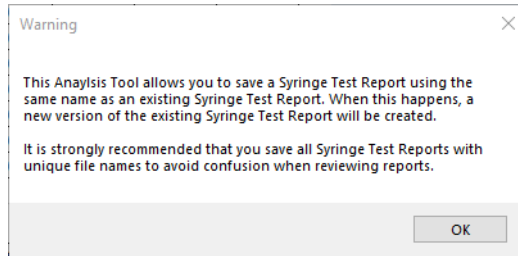 Warning
This Anaylsis Tool allows you to save a Syringe Test Report using the
same name as an existing Syringe Test Report. When this happens, a
new version of the existing Syringe Test Report will be created.
It is strongly recommended that you save all Syringe Test Reports with
unique file names to avoid confusion when reviewing reports.
OK